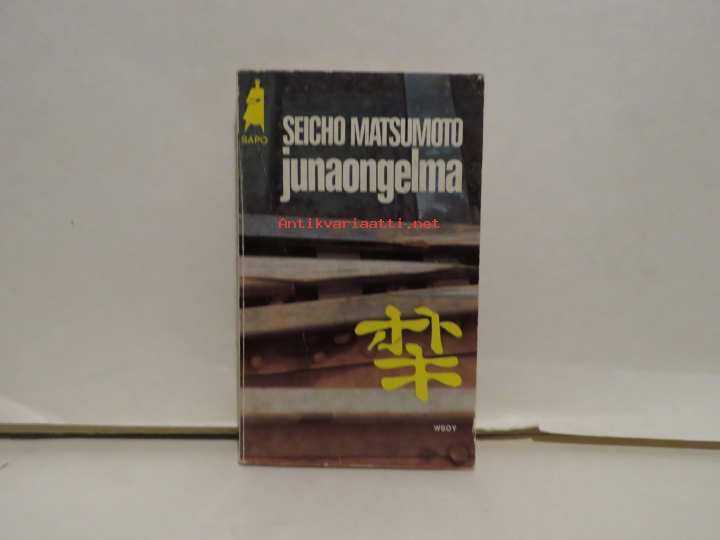 SAPO
SEICHO MATSUMOTO
junaongelma
Antikvariaatti.net
WSOY